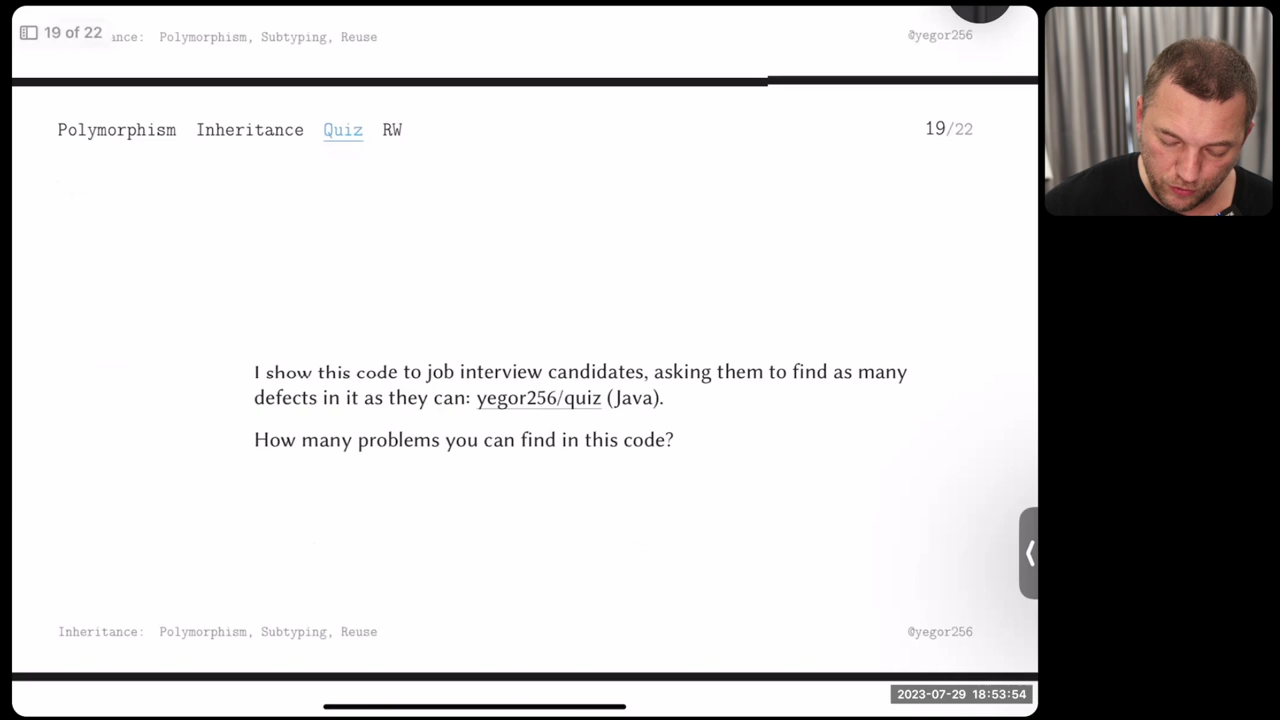 19 of 22
ance: Polymorphism, Subtyping, Reuse
@yegor256
Polymorphism Inheritance Quiz RW
19/22
I show this code to job interview candidates, asking them to find as many
defects in it as they can: yegor256/quiz (Java).
How many problems you can find in this code?
Inheritance: Polymorphism, Subtyping, Reuse
@yegor256
2023-07-29 18:53:54